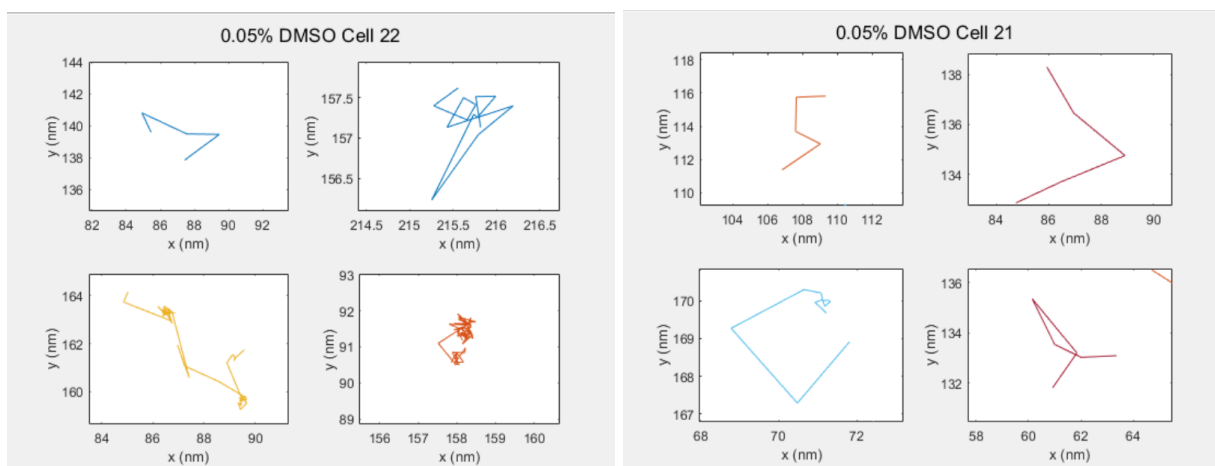 0.05% DMSO Cell 22
144
142
140
138
136
y (nm)
82 84 86 88 90 92
x (nm)
157.5
157
156.5
y (nm)
214.5 215 215.5 216 216.5
x (nm)
164
162
160
y (nm)
84 86 88 90
x (nm)
93
92
91
90
89
y (nm)
156 157 158 159 160
x (nm)
0.05% DMSO Cell 21
118
116
114
112
110
y (nm)
104 106 108 110 112
x (nm)
138
136
134
y (nm)
84 86 88 90
x (nm)
170
169
168
167
y (nm)
68 70 72
x (nm)
136
134
132
y (nm)
58 60 62 64
x (nm)